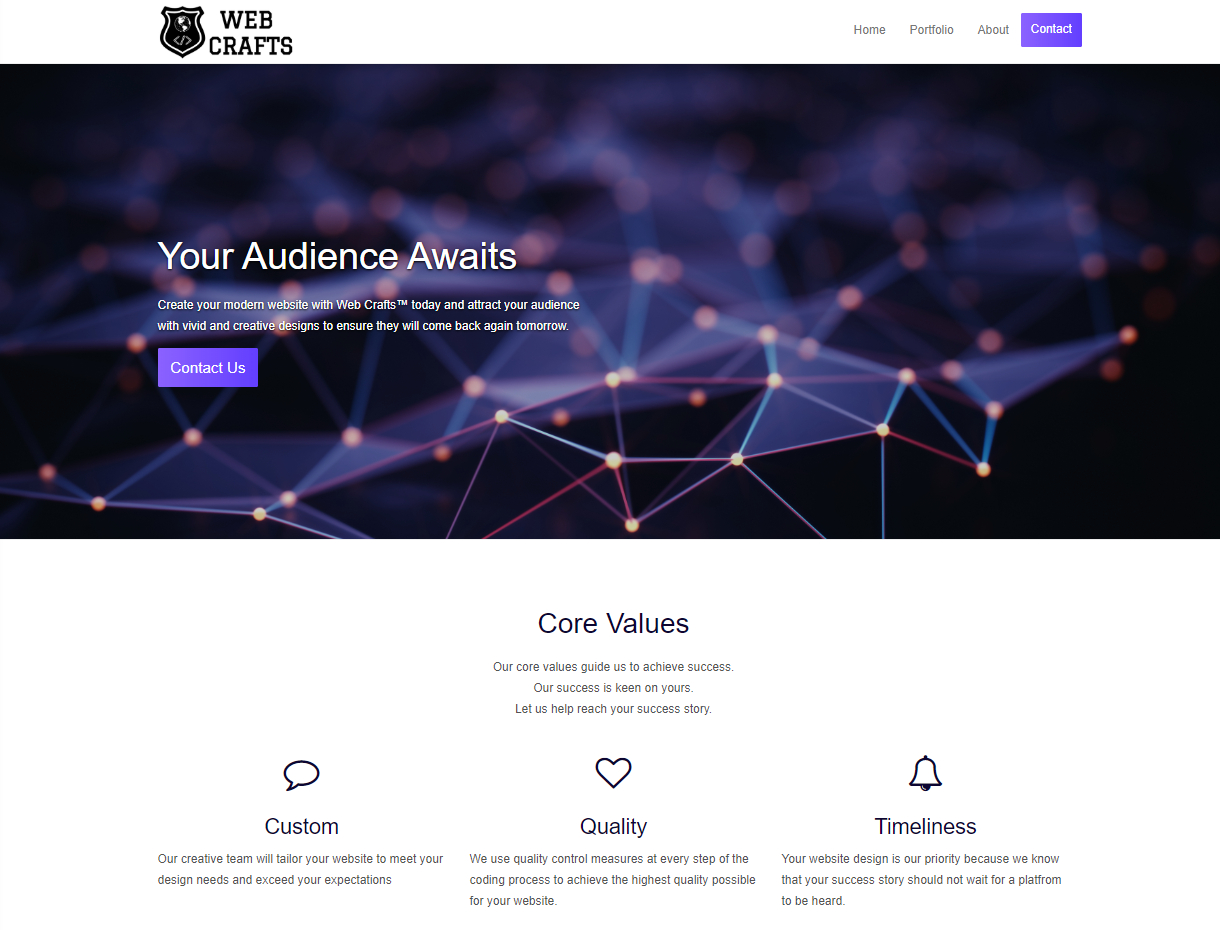 WEB
CRAFTS
Home Portfolio About Contact
Your Audience Awaits
Create your modern website with Web Crafts™ today and attract your audience
with vivid and creative designs to ensure they will come back again tomorrow.
Contact Us
Core Values
Our core values guide us to achieve success.
Our success is keen on yours.
Let us help reach your success story.
Custom
Our creative team will tailor your website to meet your
design needs and exceed your expectations
Quality
We use quality control measures at every step of the
coding process to achieve the highest quality possible
for your website.
Timeliness
Your website design is our priority because we know
that your success story should not wait for a platfrom
to be heard.